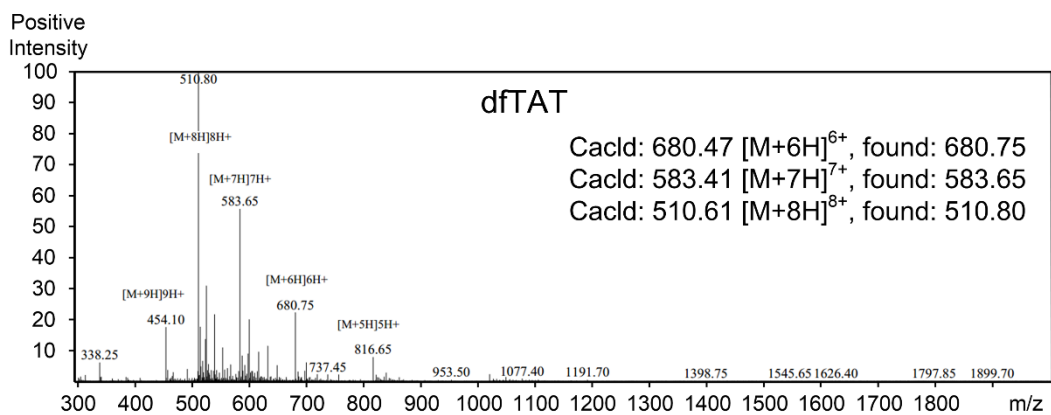 Positive
Intensity
100
90
80
70
60
50
40
30
20
10
dfTAT
Cacld: 680.47 [M+6H]6+, found: 680.75
Cacld: 583.41 [M+7H]7+, found: 583.65
Cacld: 510.61 [M+8H]8+, found: 510.80
510.80
[M+8H]8H+
[M+7H]7H+
583.65
[M+9H]9H+
454.10
[M+6H]6H+
680.75
[M+5H]5H+
816.65
338.25
737.45
953.50
1077.40
1191.70
1398.75
1545.65
1626.40
1797.85
1899.70
300 400 500 600 700 800 900 1000 1100 1200 1300 1400 1500 1600 1700 1800 m/z